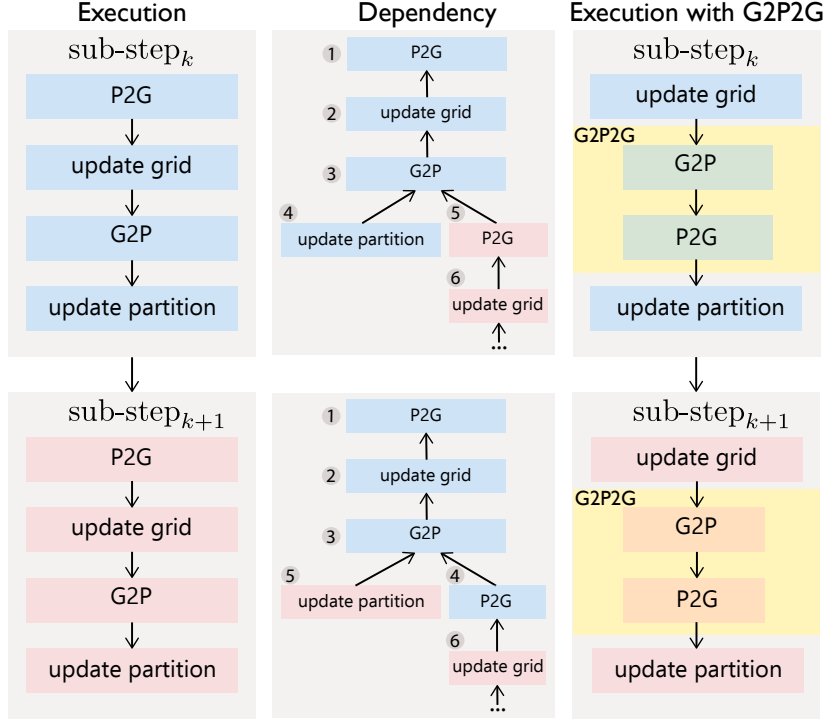 Execution
sub-step_k
P2G
update grid
G2P
update partition
sub-step_{k+1}
P2G
update grid
G2P
update partition
Dependency
1 P2G
2 update grid
3 G2P
4 update partition
5 P2G
6 update grid
...
1 P2G
2 update grid
3 G2P
5 update partition
4 P2G
6 update grid
...
Execution with G2P2G
sub-step_k
update grid
G2P2G
G2P
P2G
update partition
sub-step_{k+1}
update grid
G2P2G
G2P
P2G
update partition